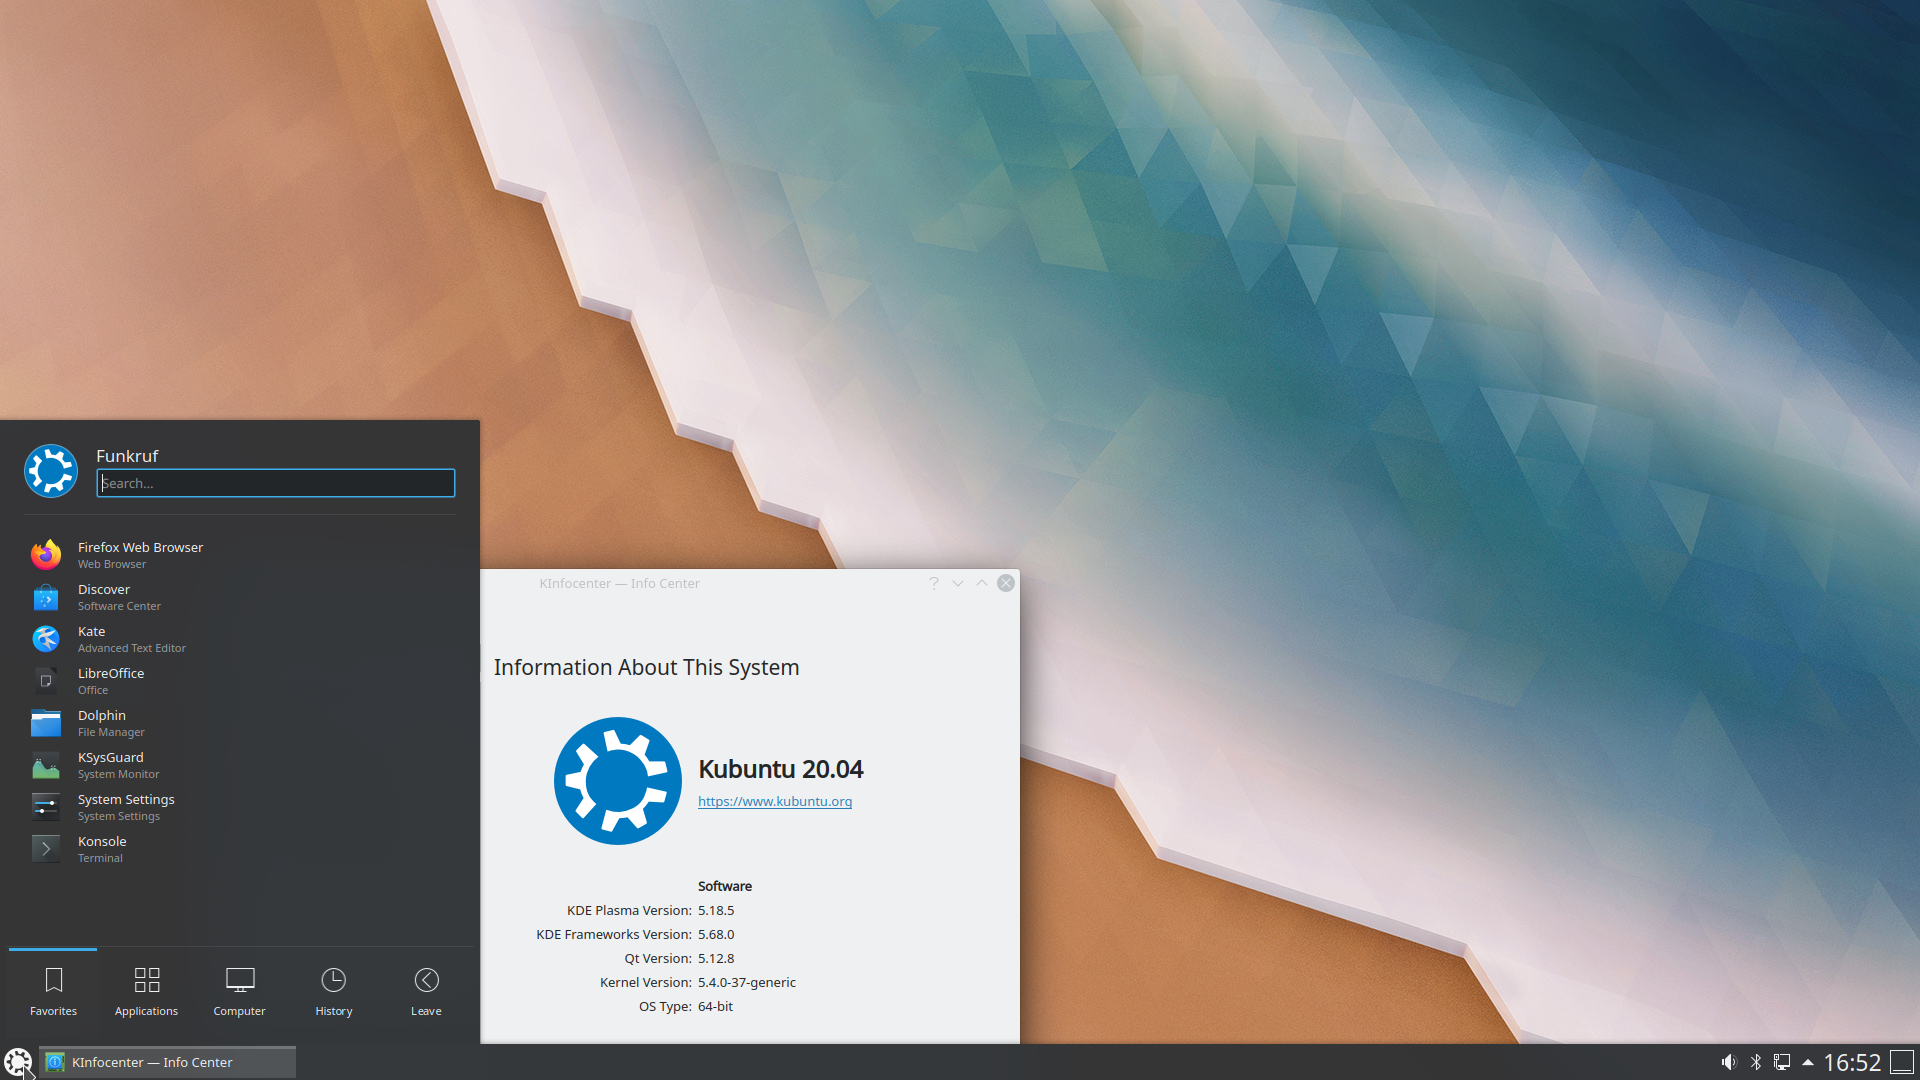 Funkruf
Search...
Firefox Web Browser
Web Browser
Discover
Software Center
Kate
Advanced Text Editor
LibreOffice
Office
Dolphin
File Manager
KSysGuard
System Monitor
System Settings
System Settings
Konsole
Terminal
Favorites
Applications
Computer
History
Leave
KInfocenter — Info Center
Information About This System
Kubuntu 20.04
https://www.kubuntu.org
Software
KDE Plasma Version: 5.18.5
KDE Frameworks Version: 5.68.0
Qt Version: 5.12.8
Kernel Version: 5.4.0-37-generic
OS Type: 64-bit
KInfocenter — Info Center
16:52